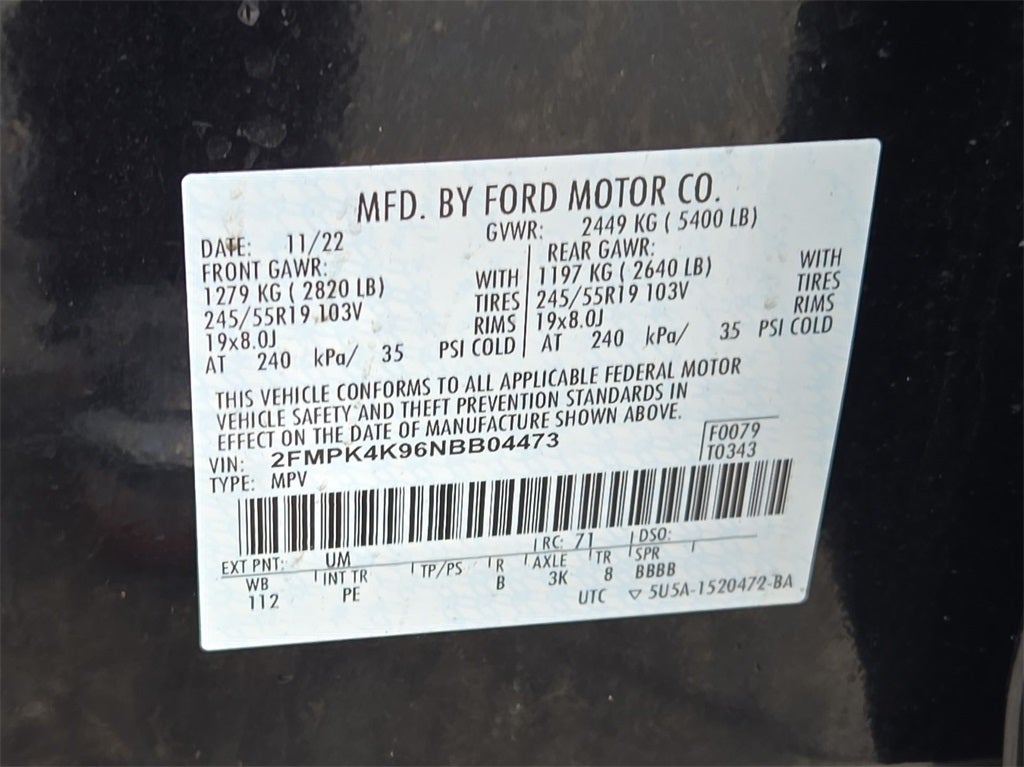 MFD. BY FORD MOTOR CO.
DATE: 11/22 GVWR: 2449 KG ( 5400 LB)
FRONT GAWR: REAR GAWR:
1279 KG ( 2820 LB) WITH 1197 KG ( 2640 LB) WITH
245/55R19 103V TIRES 245/55R19 103V TIRES
19x8.0J RIMS 19x8.0J RIMS
AT 240 kPa/ 35 PSI COLD AT 240 kPa/ 35 PSI COLD
THIS VEHICLE CONFORMS TO ALL APPLICABLE FEDERAL MOTOR
VEHICLE SAFETY AND THEFT PREVENTION STANDARDS IN
EFFECT ON THE DATE OF MANUFACTURE SHOWN ABOVE.
VIN: 2FMPK4K96NBB04473 F0079
TYPE: MPV T0343
EXT PNT: UM RC: 71 DSO:
WB INT TR TP/PS R AXLE TR SPR
112 PE B 3K 8 BBBB
UTC ▽ 5U5A-1520472-BA